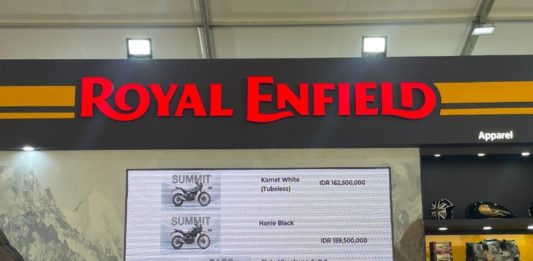 ROYAL ENFIELD
Apparel
SUMMIT
Kamet White IDR 162,500,000
(Tubeless)
SUMMIT
Hanle Black
IDR 159,500,000